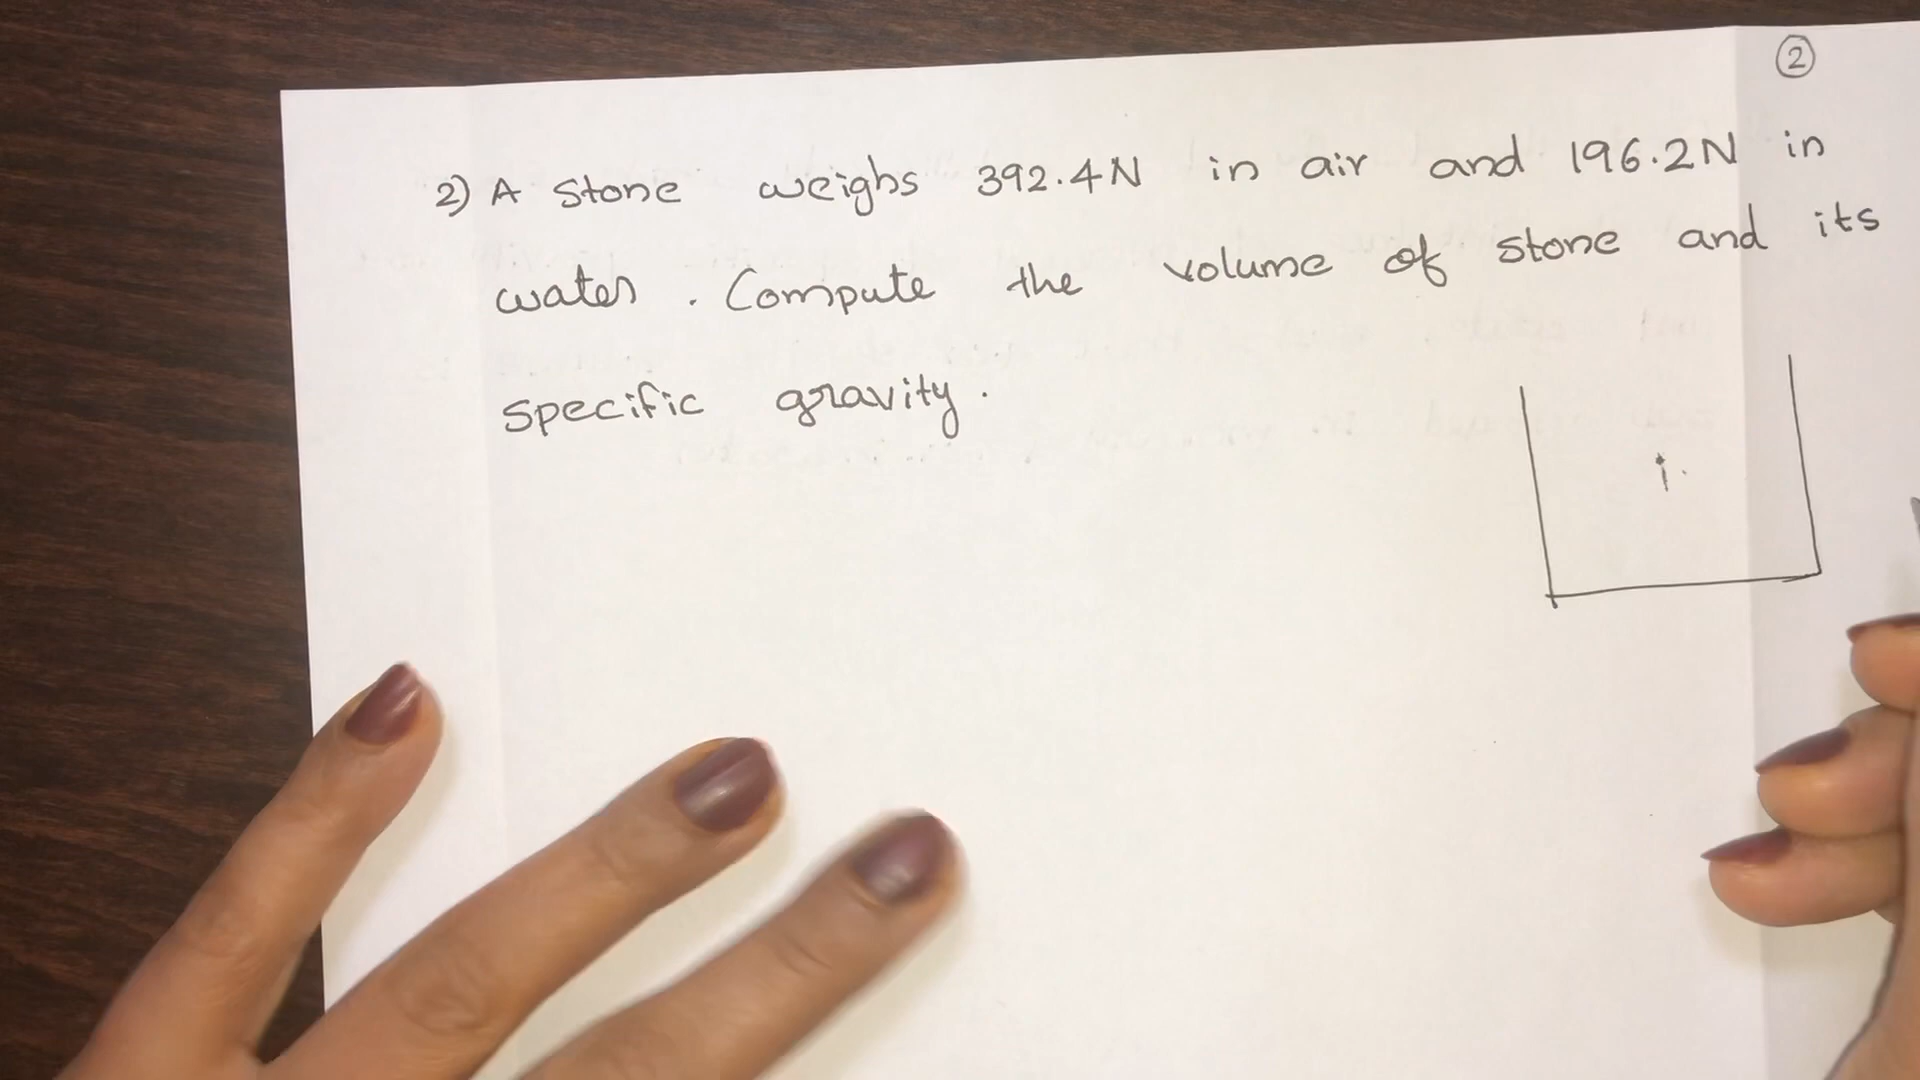 ②
2) A Stone weighs 392.4N in air and 196.2N in
water . Compute the volume of stone and its
specific gravity.